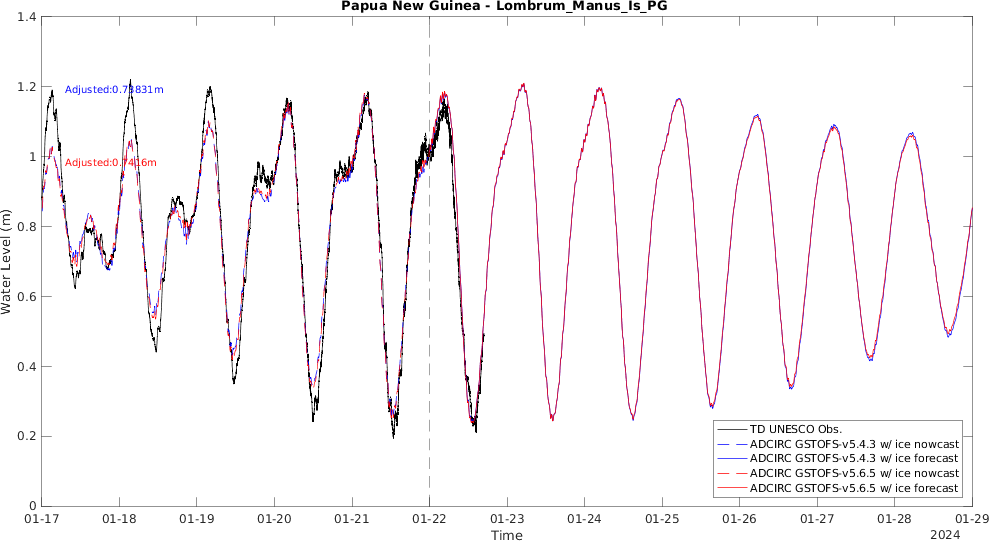 Papua New Guinea - Lombrum_Manus_Is_PG
1.4
1.2
1
0.8
0.6
0.4
0.2
0
Water Level (m)
Adjusted:0.73831m
Adjusted:0.7416m
TD UNESCO Obs.
ADCIRC GSTOFS-v5.4.3 w/ ice nowcast
ADCIRC GSTOFS-v5.4.3 w/ ice forecast
ADCIRC GSTOFS-v5.6.5 w/ ice nowcast
ADCIRC GSTOFS-v5.6.5 w/ ice forecast
01-17 01-18 01-19 01-20 01-21 01-22 01-23 01-24 01-25 01-26 01-27 01-28 01-29
Time
2024